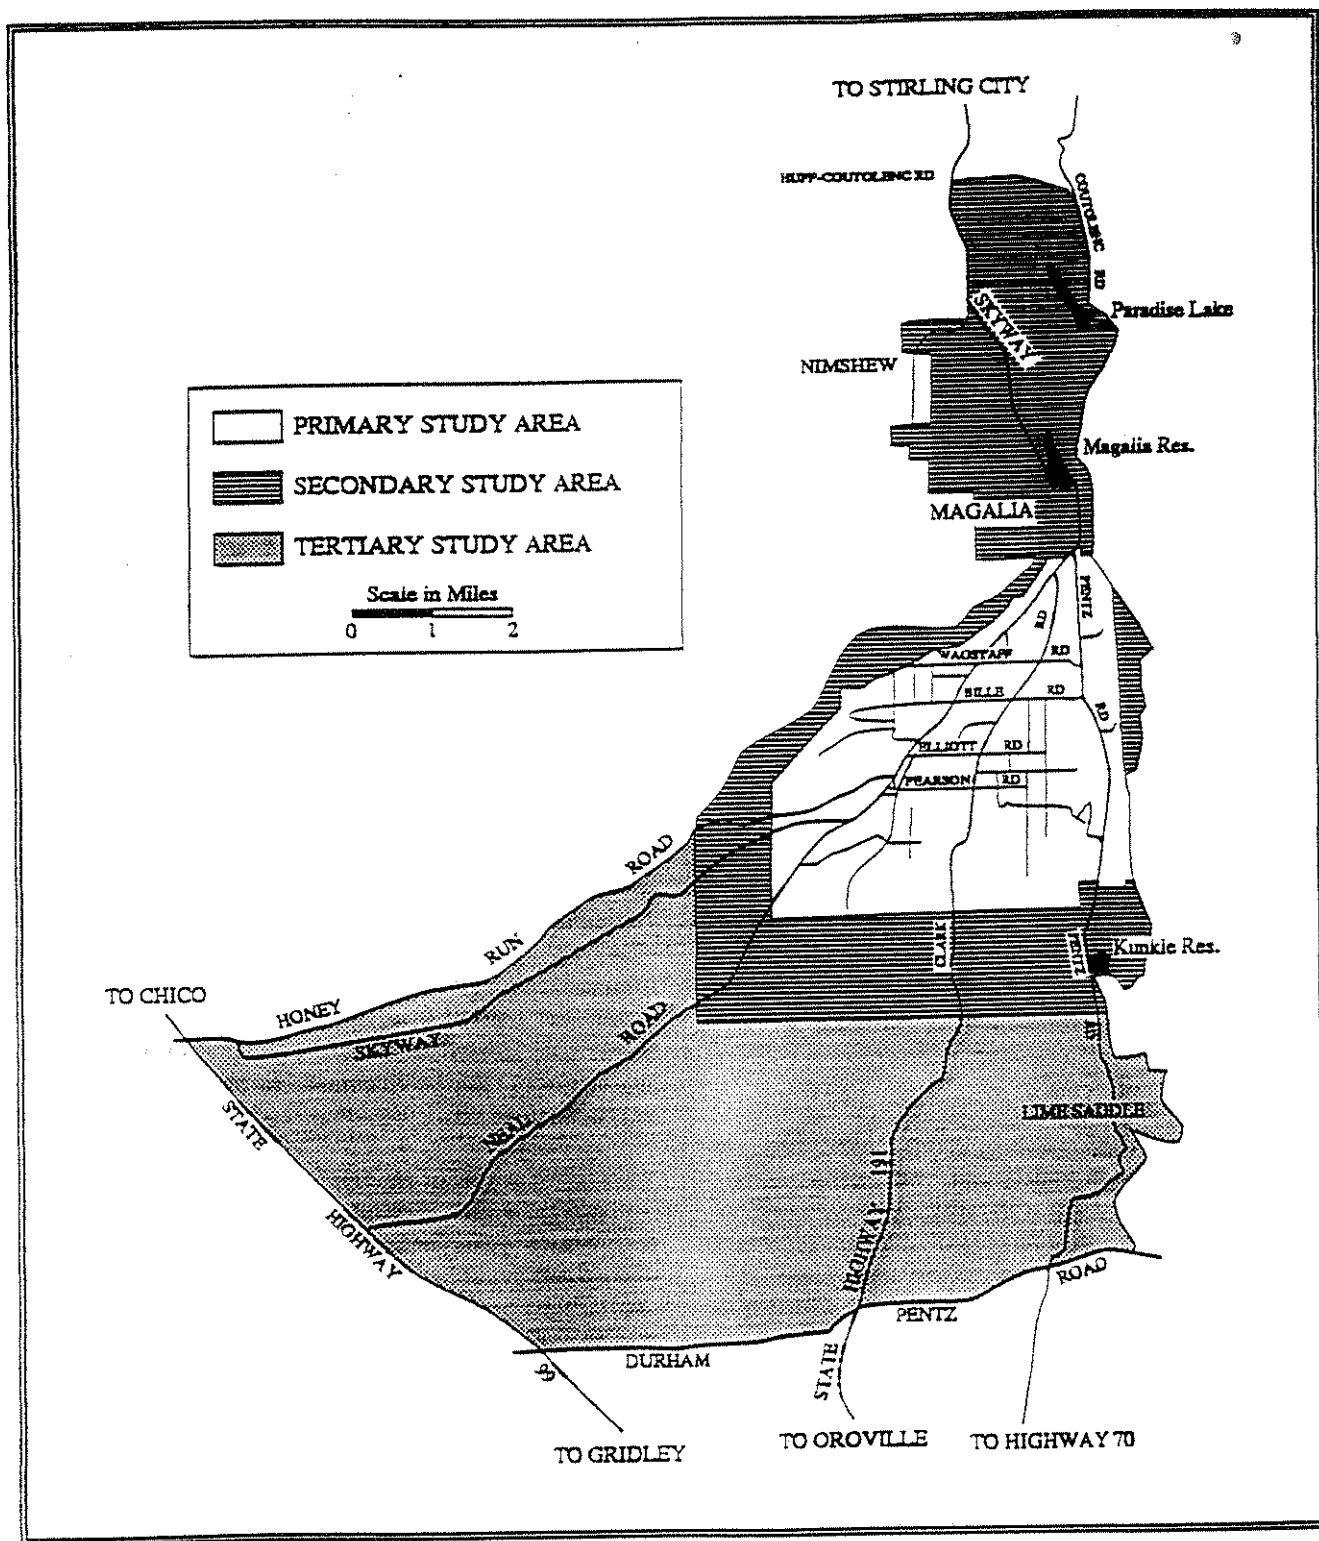 TO STIRLING CITY
HUPP-COUTOLENC RD
COUTOLENC RD
SKYWAY
Paradise Lake
NIMSHEW
Magalia Res.
MAGALIA
PRIMARY STUDY AREA
SECONDARY STUDY AREA
TERTIARY STUDY AREA
Scale in Miles
0 1 2
PENTZ
RD
WAGSTAFF RD
BILLE RD
RD
ELLIOTT RD
PEARSON RD
HONEY RUN ROAD
CLARK
PENTZ
Kunkle Res.
RD
TO CHICO
SKYWAY
NEAL ROAD
LIME SADDLE
STATE HIGHWAY
99
STATE HIGHWAY 191
DURHAM
PENTZ
ROAD
TO GRIDLEY
TO OROVILLE
TO HIGHWAY 70